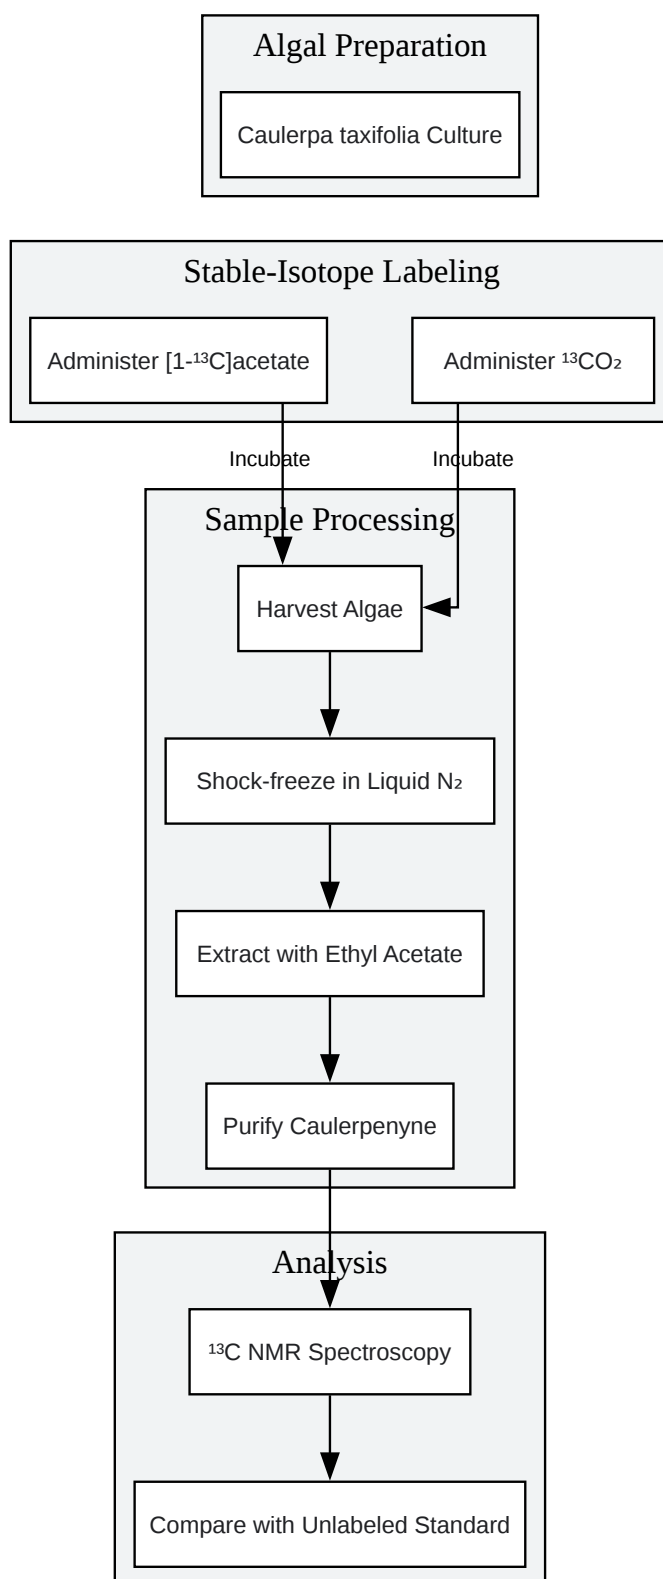 Algal Preparation
Caulerpa taxifolia Culture
Stable-Isotope Labeling
Administer [1-¹³C]acetate
Administer ¹³CO₂
Incubate
Incubate
Sample Processing
Harvest Algae
Shock-freeze in Liquid N₂
Extract with Ethyl Acetate
Purify Caulerpenyne
Analysis
¹³C NMR Spectroscopy
Compare with Unlabeled Standard